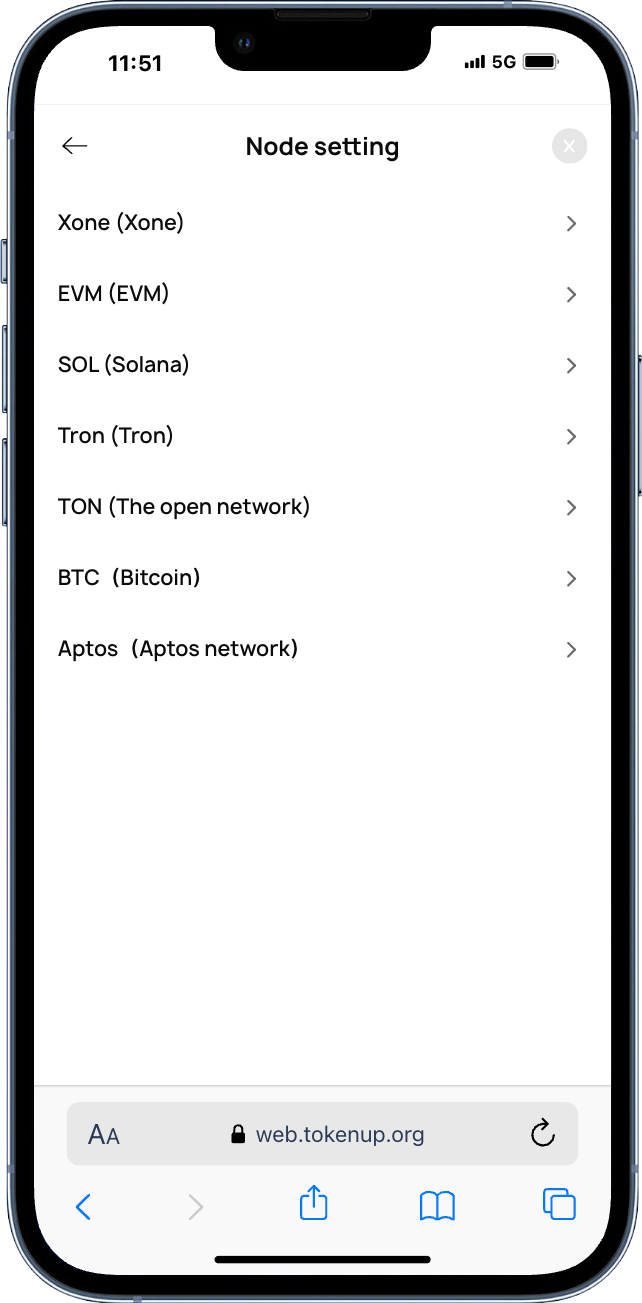 11:51
5G
Node setting
X
Xone (Xone)
EVM (EVM)
SOL (Solana)
Tron (Tron)
TON (The open network)
BTC (Bitcoin)
Aptos (Aptos network)
AA
web.tokenup.org